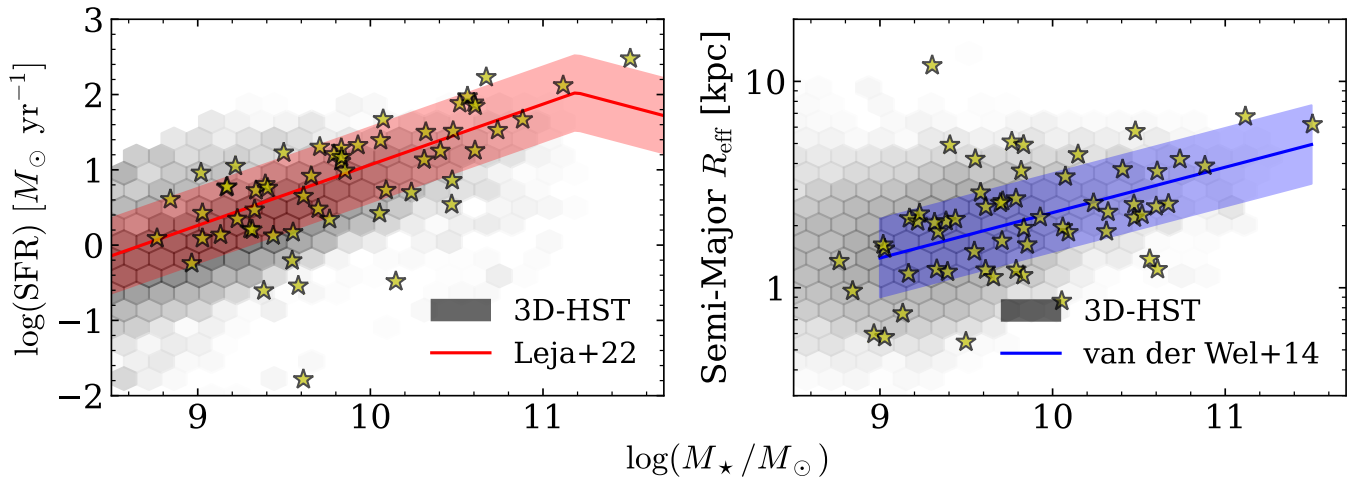 log(SFR) [M⊙ yr⁻¹]
3
2
1
0
−1
−2
9
10
11
3D-HST
Leja+22
Semi-Major R_eff [kpc]
10
1
9
10
11
3D-HST
van der Wel+14
log(M⋆/M⊙)